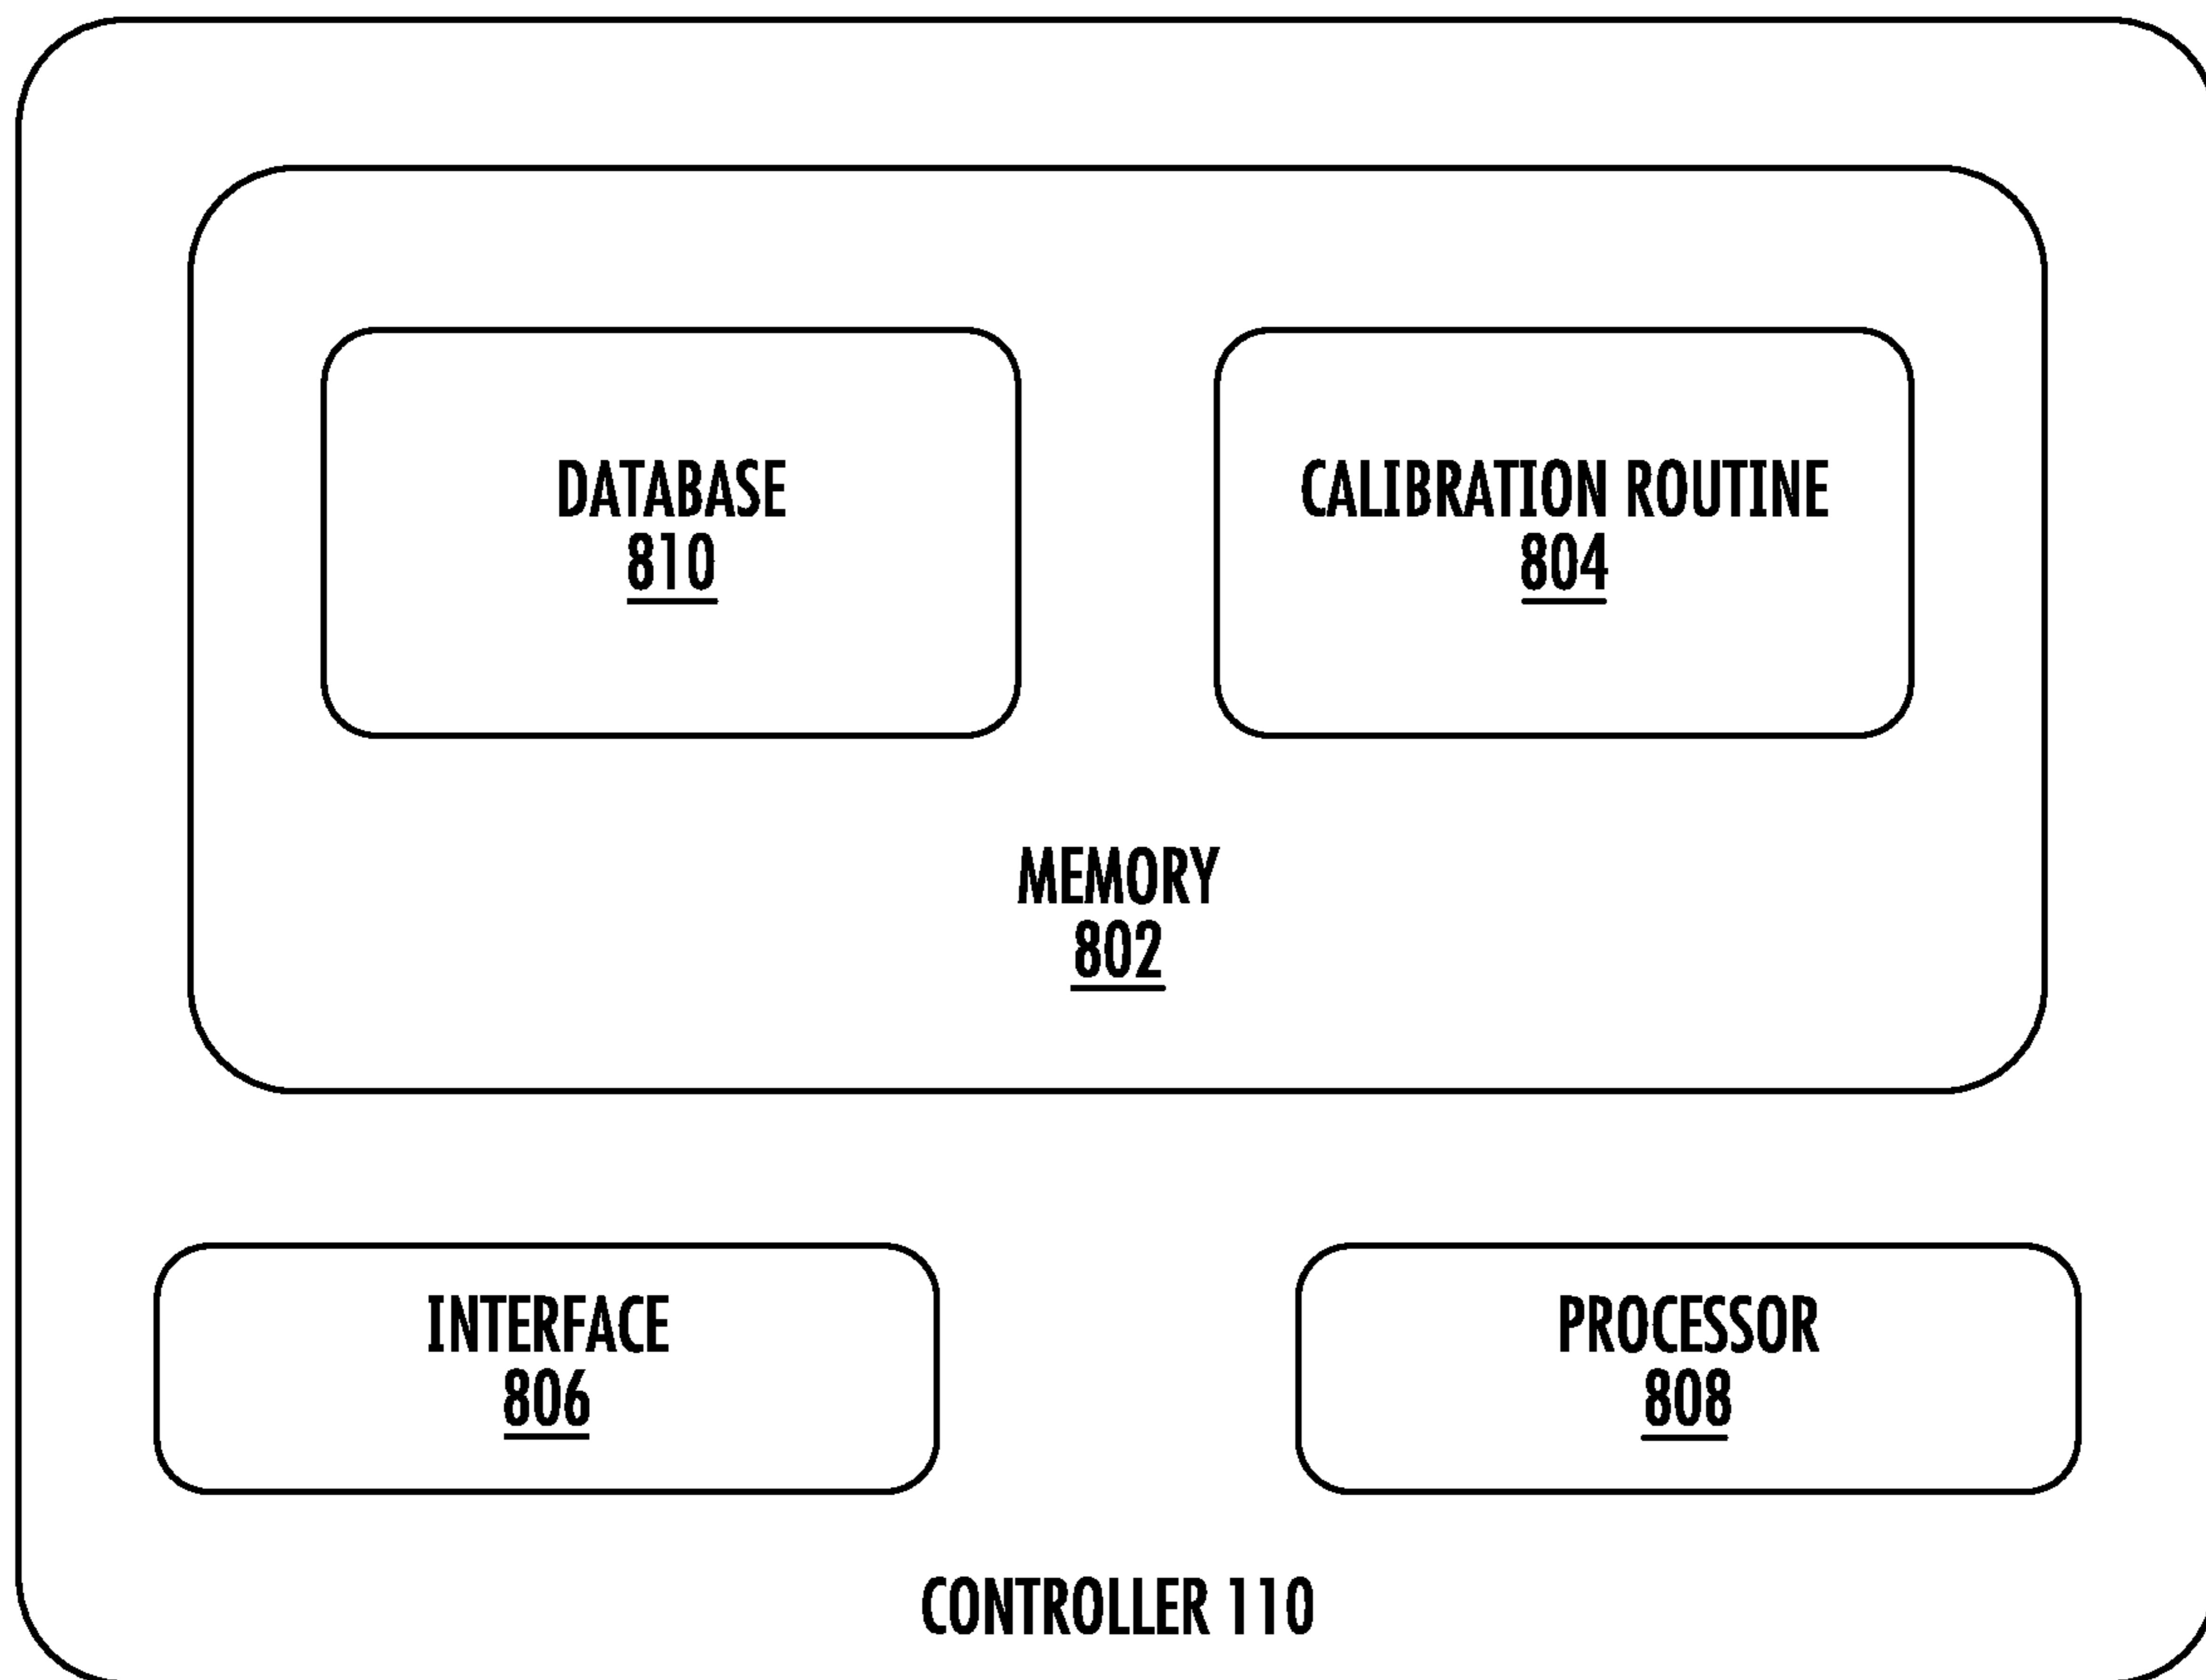 DATABASE
810
CALIBRATION ROUTINE
804
MEMORY
802
INTERFACE
806
PROCESSOR
808
CONTROLLER 110